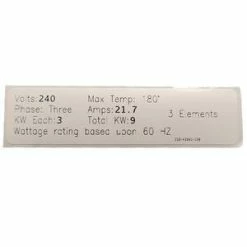 Volts: 240 Max Temp: 180°
Phase: Three Amps: 21.7 3 Elements
KW Each: 3 Total KW: 9
Wattage rating based upon 60 HZ